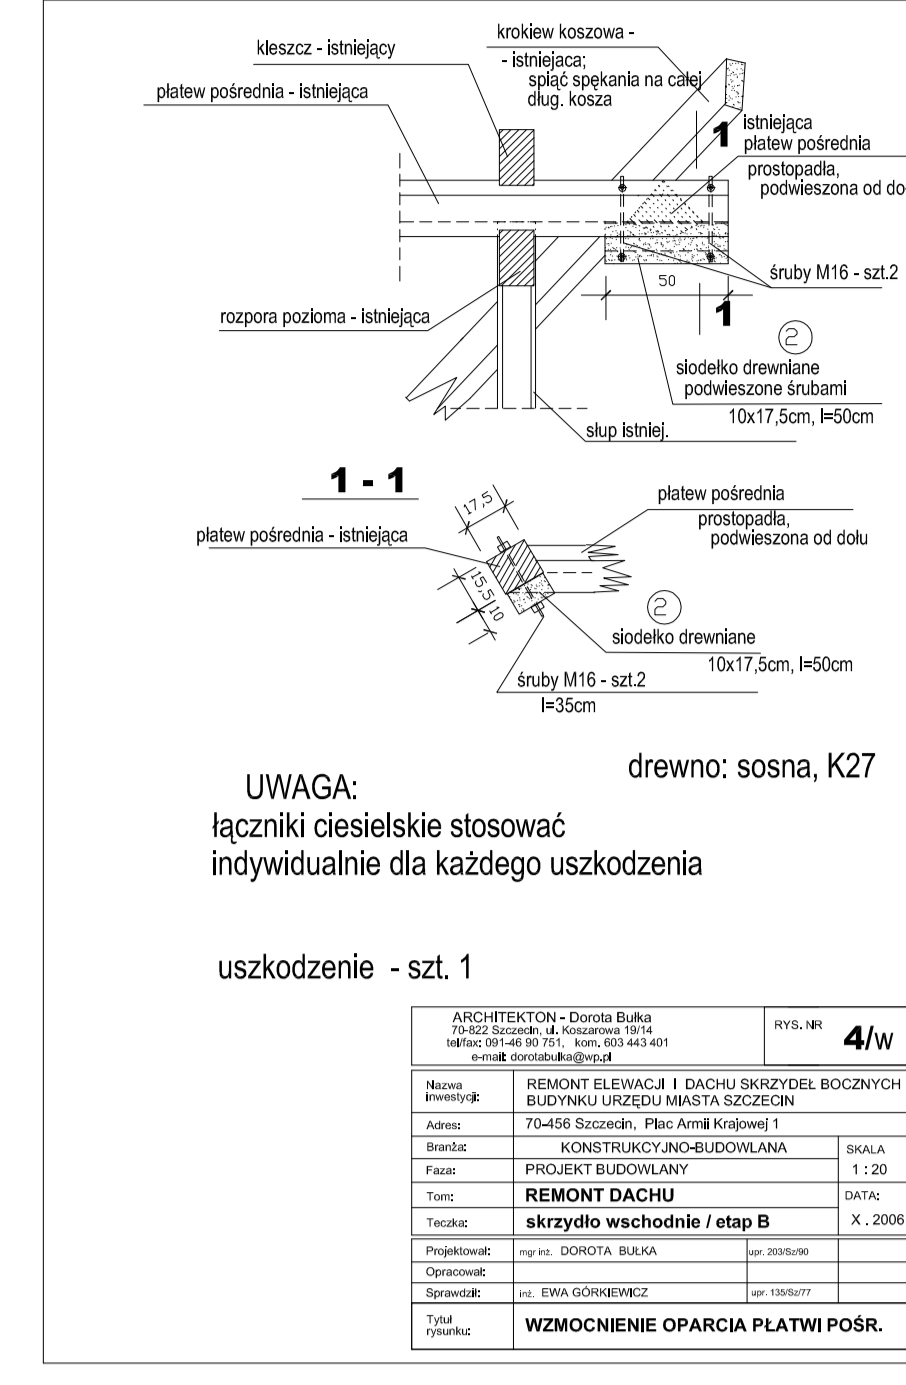 kleszcz - istniejący
krokiew koszowa -
- istniejaca;
spiąć spękania na całej
dług. kosza
płatew pośrednia - istniejąca
1
istniejąca
płatew pośrednia
prostopadła,
podwieszona od do
śruby M16 - szt.2
50
1
rozpora pozioma - istniejąca
2
siodełko drewniane
podwieszone śrubami
10x17,5cm, l=50cm
słup istniej.
1 - 1
17,5
płatew pośrednia
prostopadła,
podwieszona od dołu
płatew pośrednia - istniejąca
15,5
10
2
siodełko drewniane
10x17,5cm, l=50cm
śruby M16 - szt.2
l=35cm
drewno: sosna, K27
UWAGA:
łączniki ciesielskie stosować
indywidualnie dla każdego uszkodzenia
uszkodzenie - szt. 1
ARCHITEKTON - Dorota Bułka
70-822 Szczecin, ul. Koszarowa 19/14
tel/fax: 091-46 90 751, kom. 603 443 401
e-mail: dorotabulka@wp.pl
RYS. NR
4/w
Nazwa inwestycji:
REMONT ELEWACJI I DACHU SKRZYDEŁ BOCZNYCH
BUDYNKU URZĘDU MIASTA SZCZECIN
Adres: 70-456 Szczecin, Plac Armii Krajowej 1
Branża: KONSTRUKCYJNO-BUDOWLANA SKALA
Faza: PROJEKT BUDOWLANY 1 : 20
Tom: REMONT DACHU DATA:
Teczka: skrzydło wschodnie / etap B X . 2006
Projektował: mgr inż. DOROTA BUŁKA upr. 203/Sz/90
Opracował:
Sprawdził: inż. EWA GÓRKIEWICZ upr. 135/Sz/77
Tytuł rysunku: WZMOCNIENIE OPARCIA PŁATWI POŚR.